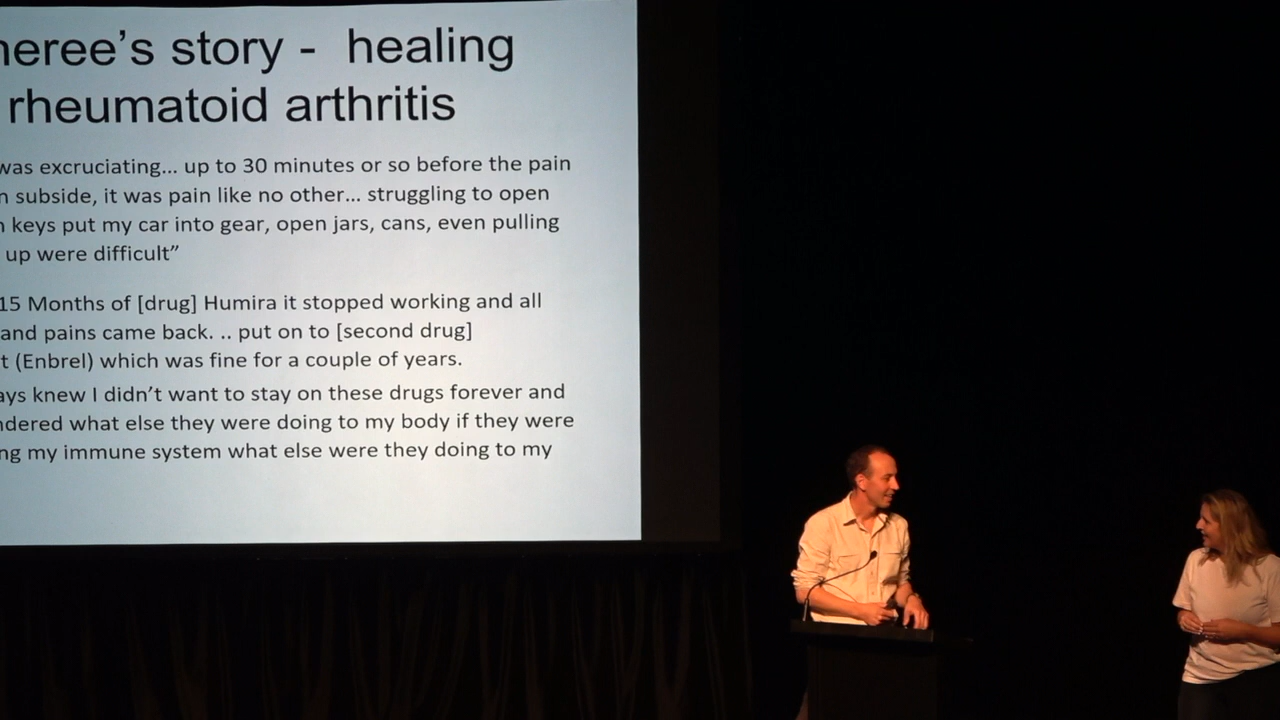 heree's story - healing
rheumatoid arthritis
was excruciating... up to 30 minutes or so before the pain
n subside, it was pain like no other... struggling to open
n keys put my car into gear, open jars, cans, even pulling
up were difficult”
15 Months of [drug] Humira it stopped working and all
and pains came back. .. put on to [second drug]
t (Enbrel) which was fine for a couple of years.
ays knew I didn't want to stay on these drugs forever and
ndered what else they were doing to my body if they were
ng my immune system what else were they doing to my